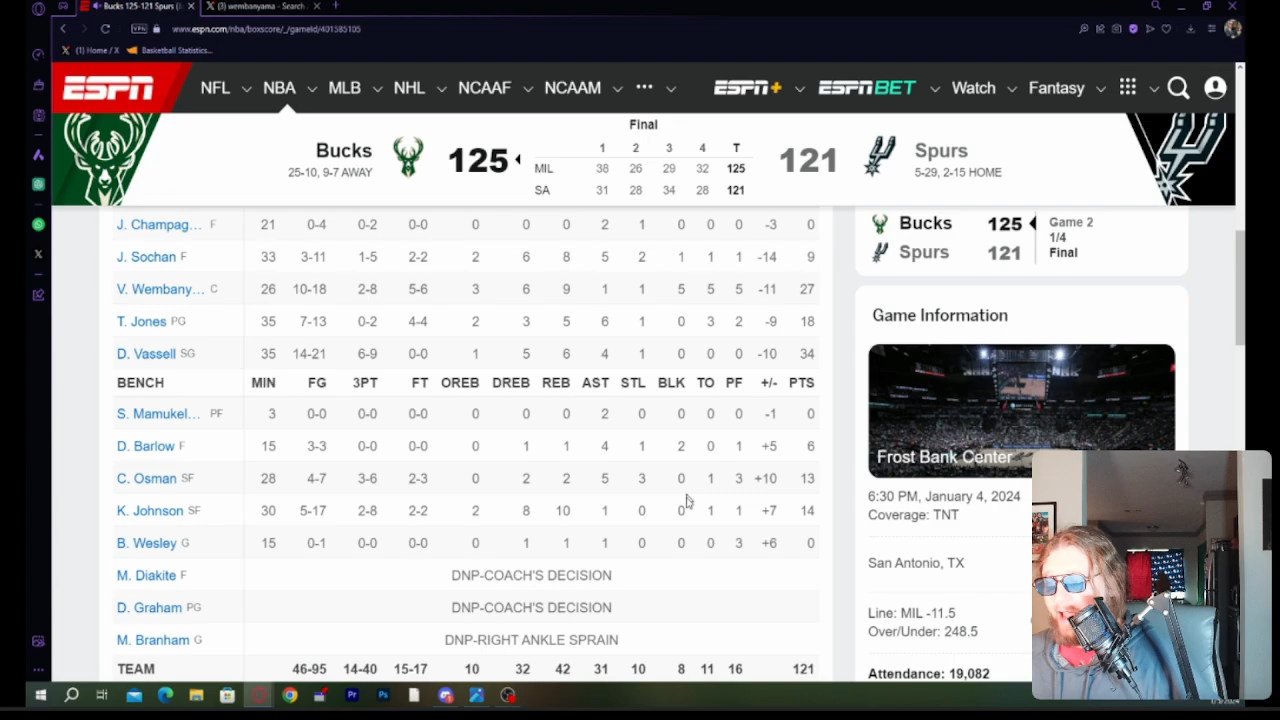 Bucks 125-121 Spurs (
(3) wembanyama - Search
VPN
www.espn.com/nba/boxscore/_/gameId/401585105
(1) Home / X
Basketball Statistics...
ESPN NFL NBA MLB NHL NCAAF NCAAM ••• ESPN+ ESPN BET Watch Fantasy
Final
Bucks 125 1 2 3 4 T 121 Spurs
25-10, 9-7 AWAY MIL 38 26 29 32 125 5-29, 2-15 HOME
SA 31 28 34 28 121
J. Champag... F 21 0-4 0-2 0-0 0 0 0 2 1 0 0 0 -3 0
J. Sochan F 33 3-11 1-5 2-2 2 6 8 5 2 1 1 1 -14 9
V. Wembany... C 26 10-18 2-8 5-6 3 6 9 1 1 5 5 5 -11 27
T. Jones PG 35 7-13 0-2 4-4 2 3 5 6 1 0 3 2 -9 18
D. Vassell SG 35 14-21 6-9 0-0 1 5 6 4 1 0 0 0 -10 34
BENCH MIN FG 3PT FT OREB DREB REB AST STL BLK TO PF +/- PTS
S. Mamukel... PF 3 0-0 0-0 0-0 0 0 0 2 0 0 0 0 -1 0
D. Barlow F 15 3-3 0-0 0-0 0 1 1 4 1 2 0 1 +5 6
C. Osman SF 28 4-7 3-6 2-3 0 2 2 5 3 0 1 3 +10 13
K. Johnson SF 30 5-17 2-8 2-2 2 8 10 1 0 0 1 1 +7 14
B. Wesley G 15 0-1 0-0 0-0 0 1 1 1 0 0 0 3 +6 0
M. Diakite F DNP-COACH'S DECISION
D. Graham PG DNP-COACH'S DECISION
M. Branham G DNP-RIGHT ANKLE SPRAIN
TEAM 46-95 14-40 15-17 10 32 42 31 10 8 11 16 121
Bucks 125 Game 2
1/4
Spurs 121 Final
Game Information
Frost Bank Center
6:30 PM, January 4, 2024
Coverage: TNT
San Antonio, TX
Line: MIL -11.5
Over/Under: 248.5
Attendance: 19,082